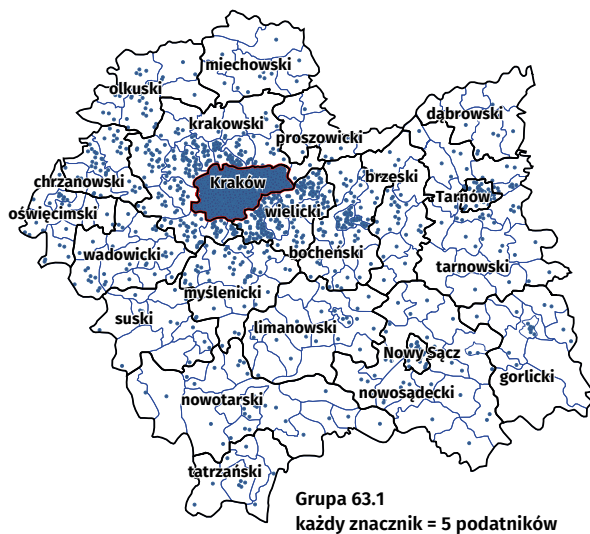 miechowski
olkuski
dąbrowski
krakowski
proszowicki
brzeski
chrzanowski
Kraków
Tarnów
oświęcimski
wielicki
wadowicki
bocheński
tarnowski
myślenicki
suski
limanowski
Nowy Sącz
gorlicki
nowotarski
nowosądecki
tatrzański
Grupa 63.1
każdy znacznik = 5 podatników